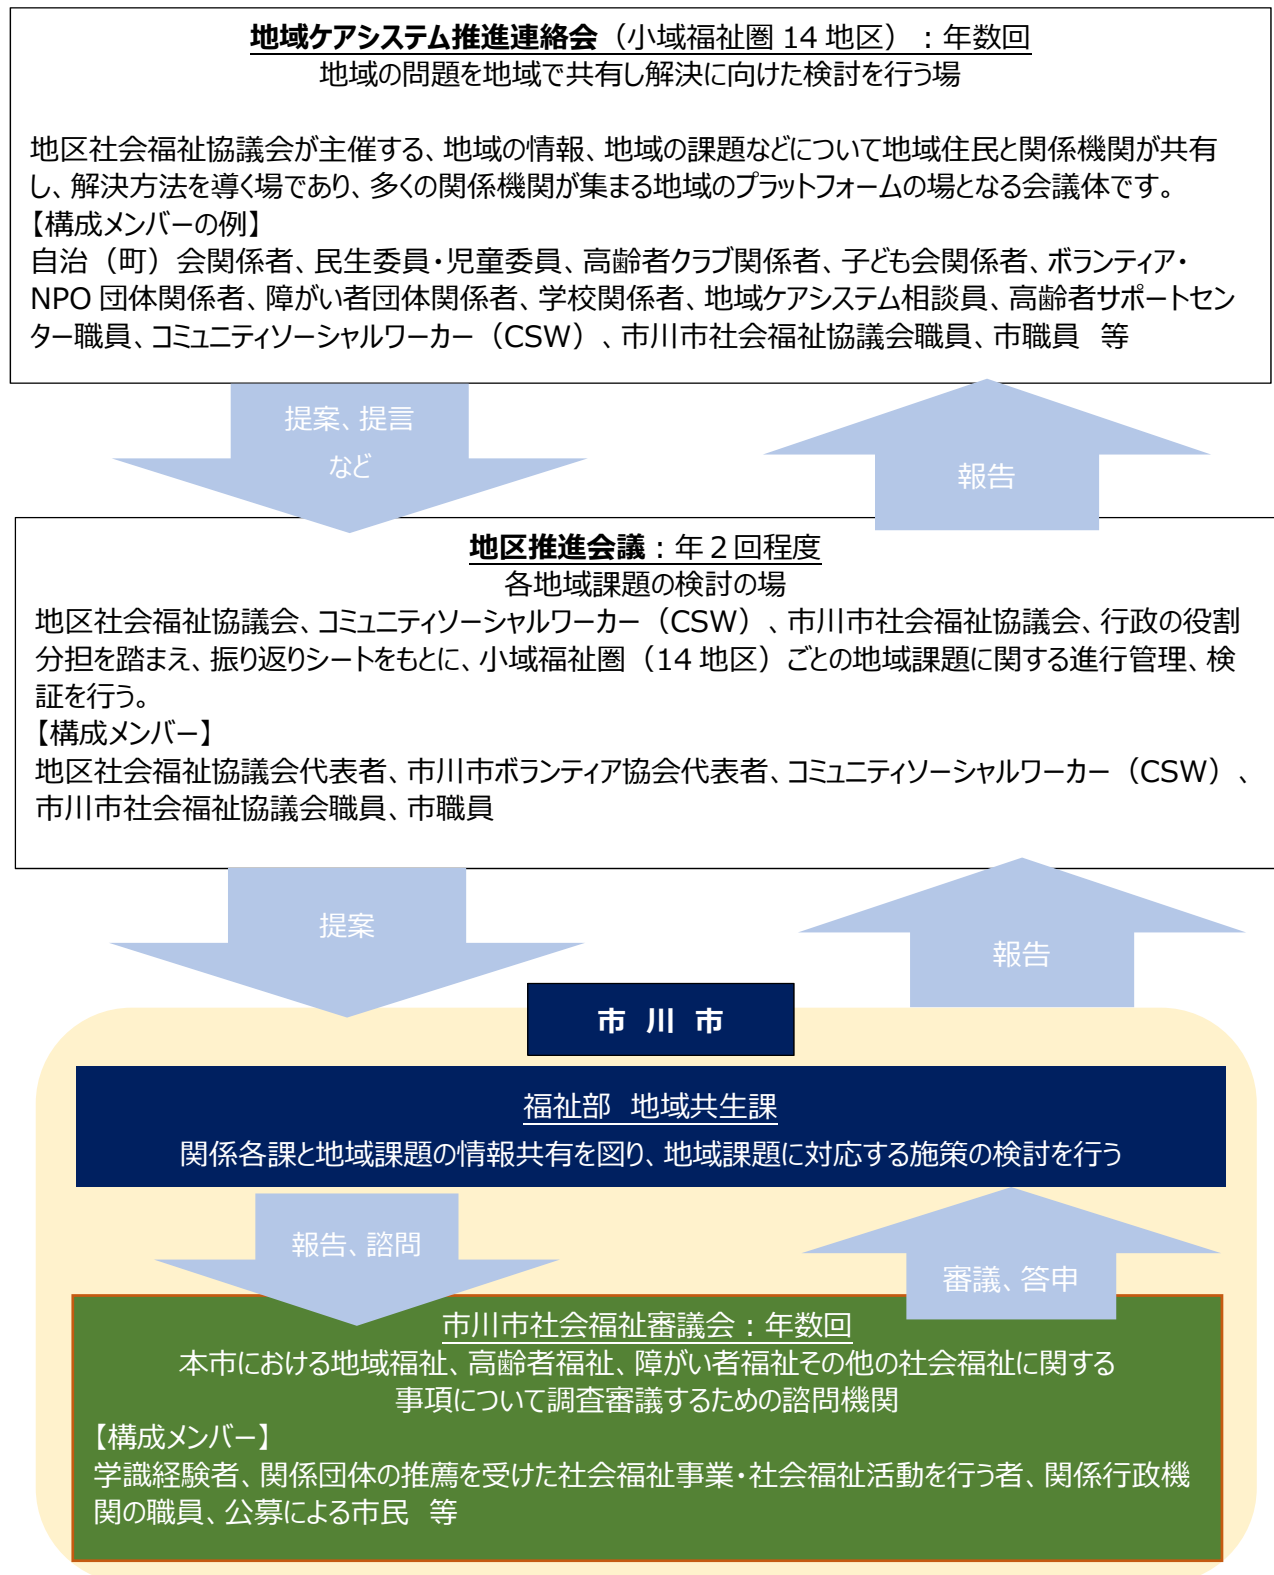 地域ケアシステム推進連絡会（小域福祉圏 14 地区）：年数回
地域の問題を地域で共有し解決に向けた検討を行う場
地区社会福祉協議会が主催する、地域の情報、地域の課題などについて地域住民と関係機関が共有
し、解決方法を導く場であり、多くの関係機関が集まる地域のプラットフォームの場となる会議体です。
【構成メンバーの例】
自治（町）会関係者、民生委員・児童委員、高齢者クラブ関係者、子ども会関係者、ボランティア・
NPO 団体関係者、障がい者団体関係者、学校関係者、地域ケアシステム相談員、高齢者サポートセン
ター職員、コミュニティソーシャルワーカー（CSW）、市川市社会福祉協議会職員、市職員　等
提案、提言
など
報告
地区推進会議：年２回程度
各地域課題の検討の場
地区社会福祉協議会、コミュニティソーシャルワーカー（CSW）、市川市社会福祉協議会、行政の役割
分担を踏まえ、振り返りシートをもとに、小域福祉圏（14 地区）ごとの地域課題に関する進行管理、検
証を行う。
【構成メンバー】
地区社会福祉協議会代表者、市川市ボランティア協会代表者、コミュニティソーシャルワーカー（CSW）、
市川市社会福祉協議会職員、市職員
提案
報告
市 川 市
福祉部　地域共生課
関係各課と地域課題の情報共有を図り、地域課題に対応する施策の検討を行う
報告、諮問
審議、答申
市川市社会福祉審議会：年数回
本市における地域福祉、高齢者福祉、障がい者福祉その他の社会福祉に関する
事項について調査審議するための諮問機関
【構成メンバー】
学識経験者、関係団体の推薦を受けた社会福祉事業・社会福祉活動を行う者、関係行政機
関の職員、公募による市民　等